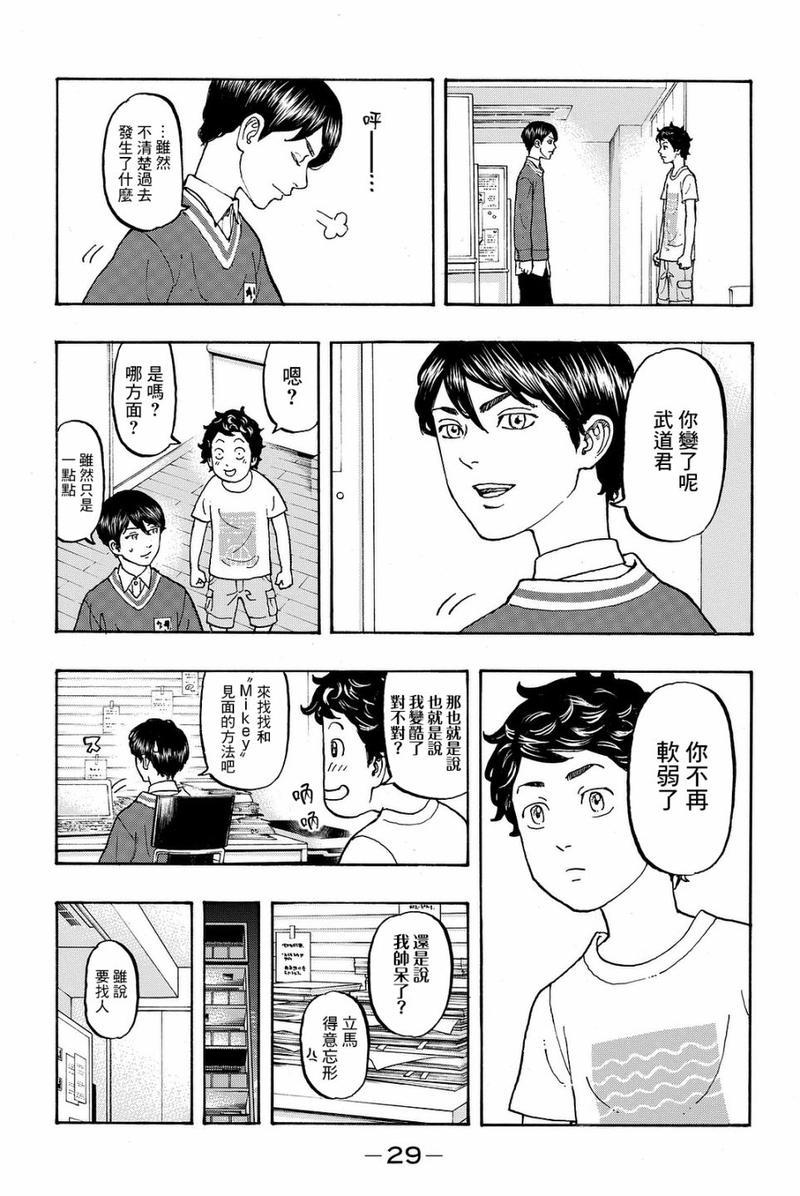 呼——…
…雖然
不清楚過去
發生了什麼
你變了呢
武道君
嗯？
是嗎？
哪方面？
雖然只是
一點點
你不再
軟弱了
那也就是說
也就是說
我變酷了
對不對？
吶
吶
來找找和
〝Mikey〞
見面的方法吧
還是說
我帥呆了？
立馬
得意忘形
雖說
要找人
—29—